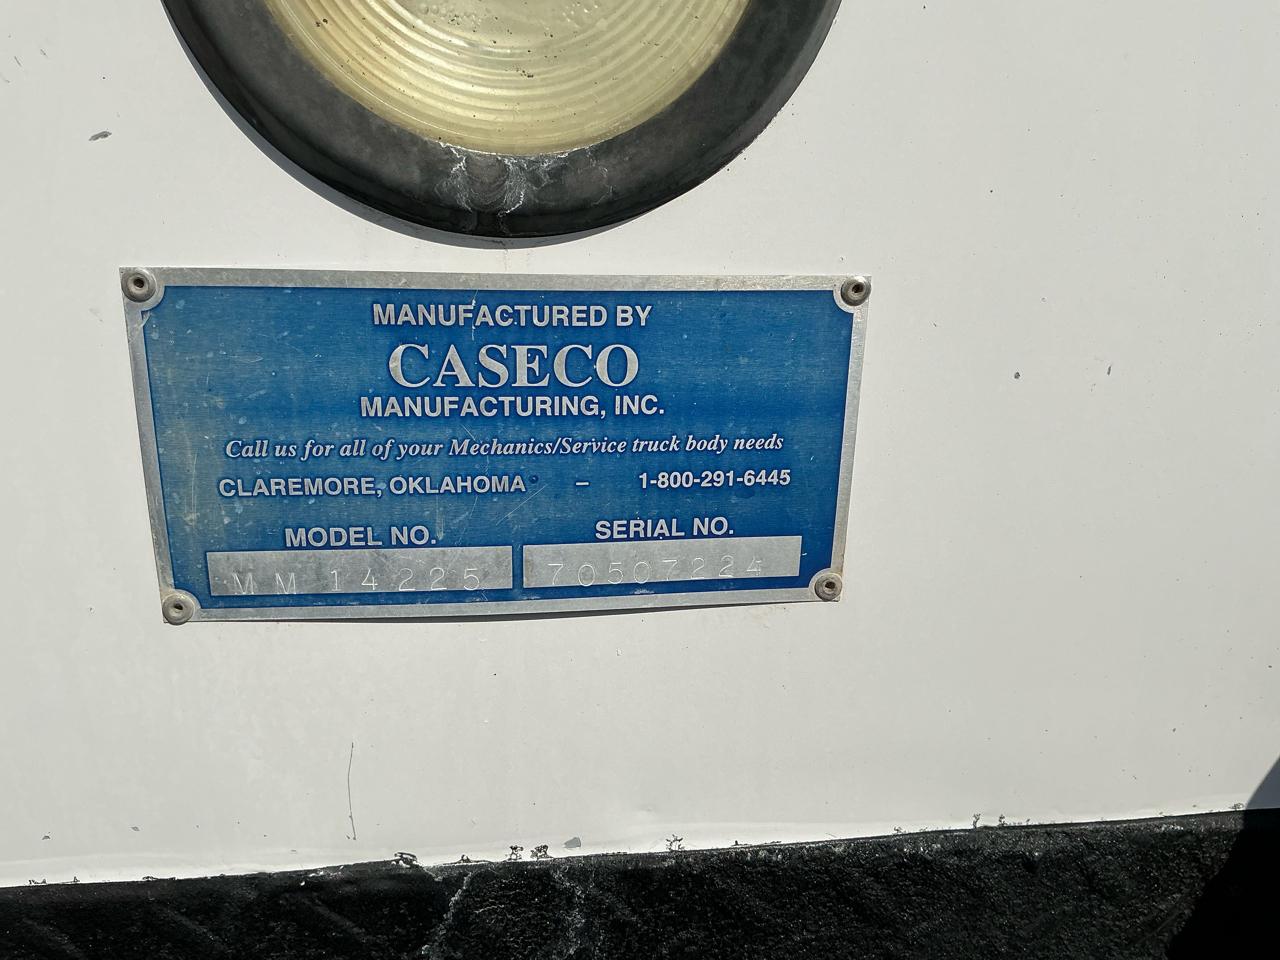 MANUFACTURED BY
CASECO
MANUFACTURING, INC.
Call us for all of your Mechanics/Service truck body needs
CLAREMORE, OKLAHOMA – 1-800-291-6445
MODEL NO. SERIAL NO.
MM 14225 70507224